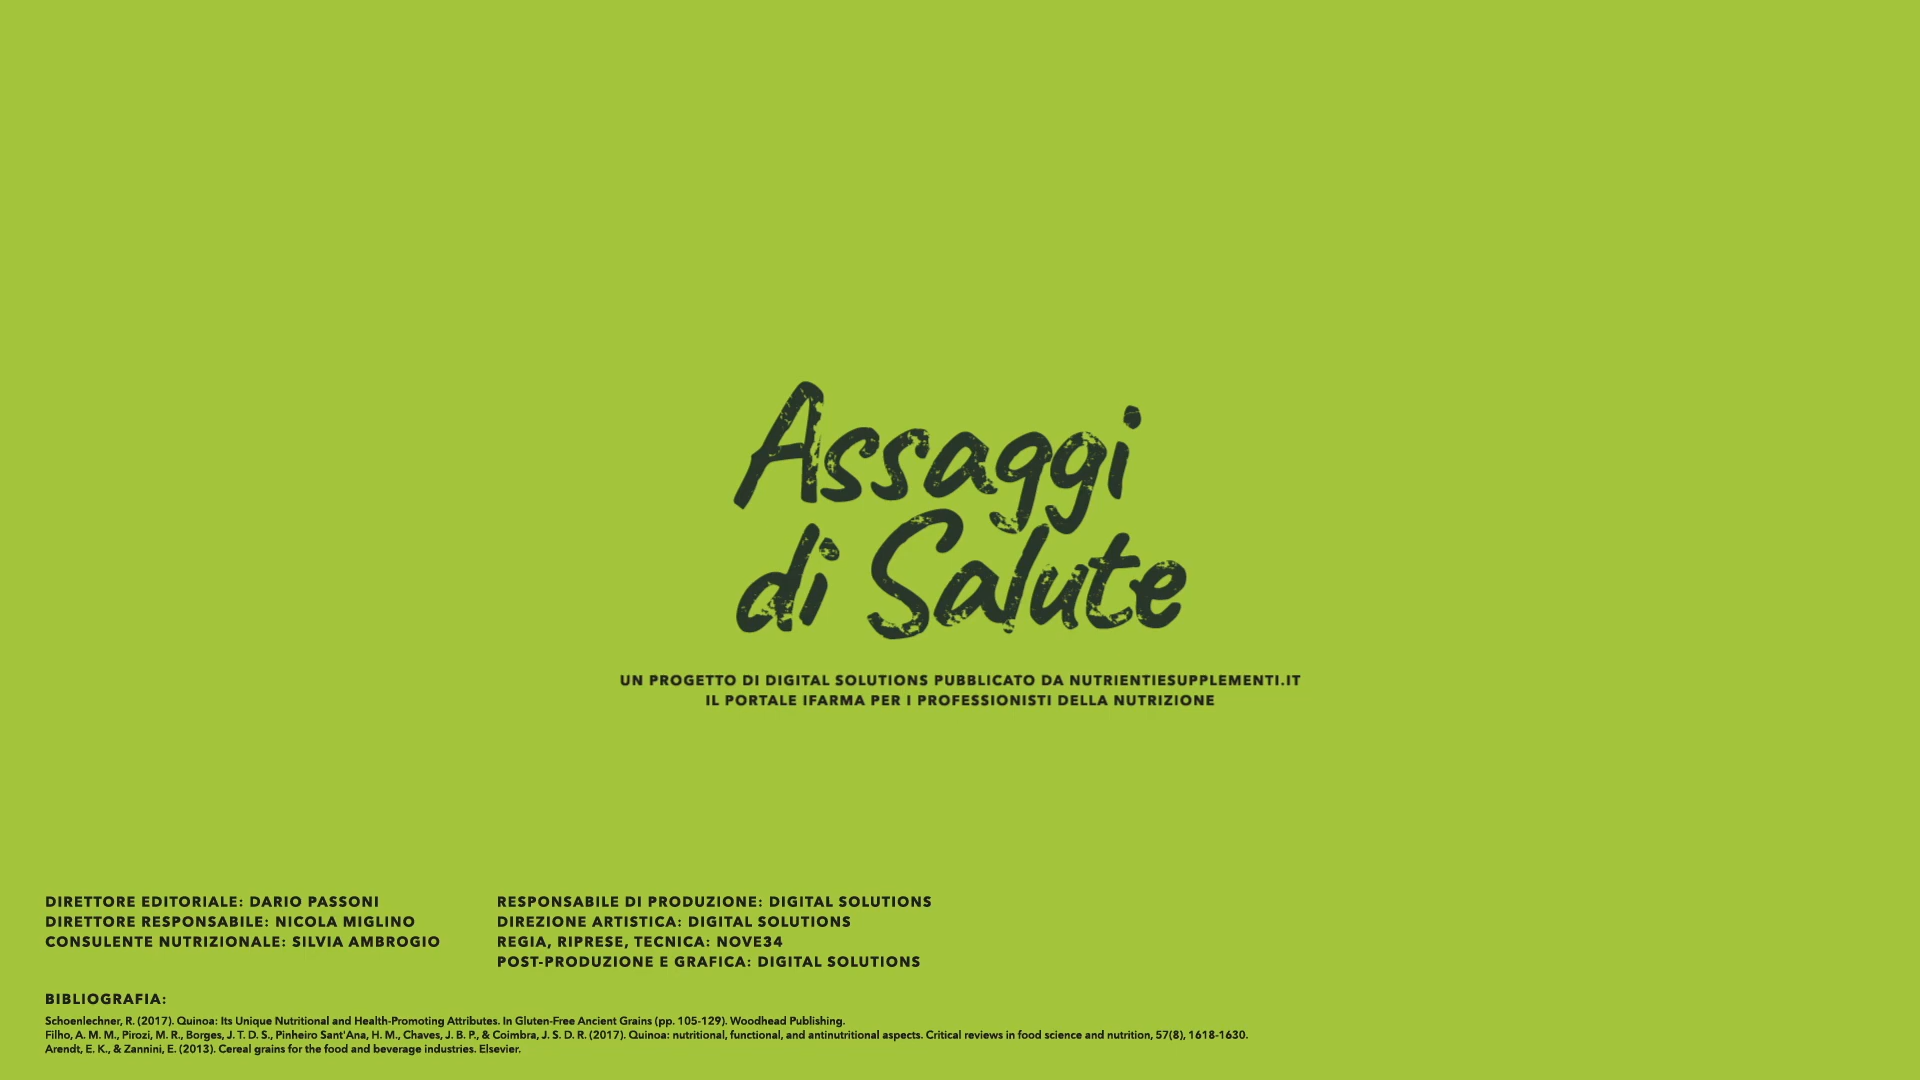 Assaggi
di Salute
UN PROGETTO DI DIGITAL SOLUTIONS PUBBLICATO DA NUTRIENTIESUPPLEMENTI.IT
IL PORTALE IFARMA PER I PROFESSIONISTI DELLA NUTRIZIONE
DIRETTORE EDITORIALE: DARIO PASSONI
DIRETTORE RESPONSABILE: NICOLA MIGLINO
CONSULENTE NUTRIZIONALE: SILVIA AMBROGIO
RESPONSABILE DI PRODUZIONE: DIGITAL SOLUTIONS
DIREZIONE ARTISTICA: DIGITAL SOLUTIONS
REGIA, RIPRESE, TECNICA: NOVE34
POST-PRODUZIONE E GRAFICA: DIGITAL SOLUTIONS
BIBLIOGRAFIA:
Schoenlechner, R. (2017). Quinoa: Its Unique Nutritional and Health-Promoting Attributes. In Gluten-Free Ancient Grains (pp. 105-129). Woodhead Publishing.
Filho, A. M. M., Pirozi, M. R., Borges, J. T. D. S., Pinheiro Sant'Ana, H. M., Chaves, J. B. P., & Coimbra, J. S. D. R. (2017). Quinoa: nutritional, functional, and antinutritional aspects. Critical reviews in food science and nutrition, 57(8), 1618-1630.
Arendt, E. K., & Zannini, E. (2013). Cereal grains for the food and beverage industries. Elsevier.